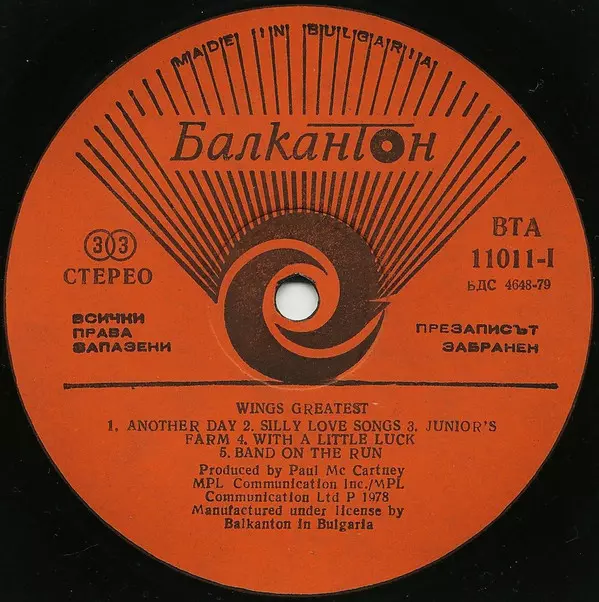 MADE IN BULGARIA
Балкантон
33
СТЕРЕО
ВСИЧКИ
ПРАВА
ЗАПАЗЕНИ
ВТА
11011-I
БДС 4648-79
ПРЕЗАПИСЪТ
ЗАБРАНЕН
WINGS GREATEST
1. ANOTHER DAY 2. SILLY LOVE SONGS 3. JUNIOR'S
FARM 4. WITH A LITTLE LUCK
5. BAND ON THE RUN
Produced by Paul Mc Cartney
MPL Communication Inc./MPL
Communication Ltd P 1978
Manufactured under license by
Balkanton in Bulgaria